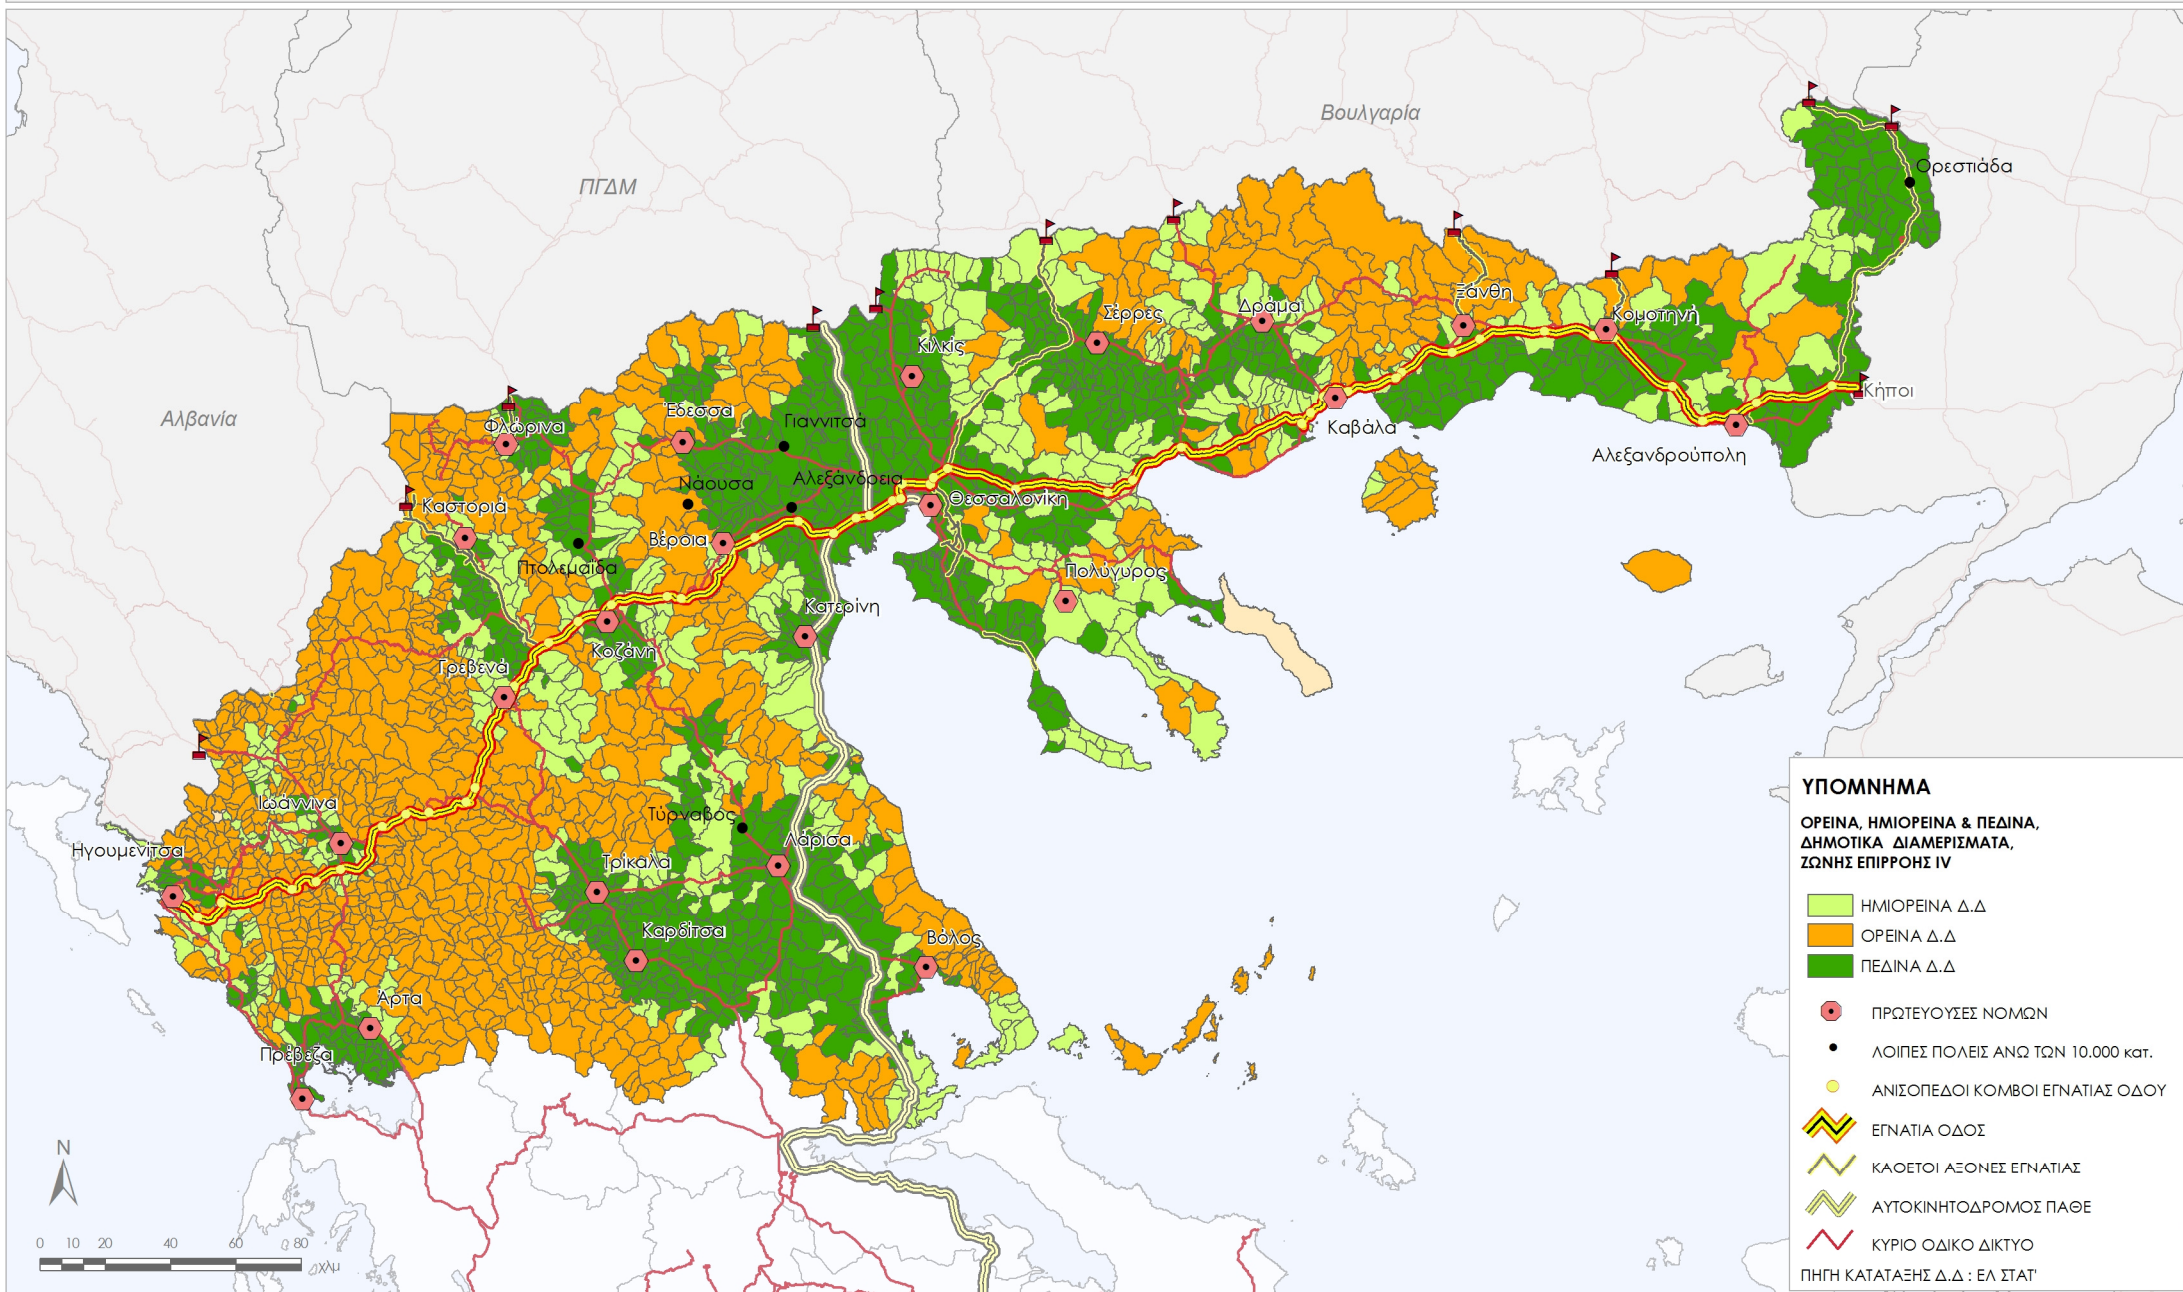 Βουλγαρία
ΠΓΔΜ
Αλβανία
Ορεστιάδα
Ξάνθη
Δράμα
Σέρρες
Κομοτηνή
Κιλκίς
Κήποι
Έδεσσα
Γιαννιτσά
Φλώρινα
Καβάλα
Αλεξανδρούπολη
Νάουσα
Αλεξάνδρεια
Θεσσαλονίκη
Καστοριά
Βέροια
Πτολεμαΐδα
Πολύγυρος
Κατερίνη
Κοζάνη
Γρεβενά
Ιωάννινα
Τύρναβος
Λάρισα
Ηγουμενίτσα
Τρίκαλα
Καρδίτσα
Βόλος
Άρτα
Πρέβεζα
N
0 10 20 40 60 80
χλμ
ΥΠΟΜΝΗΜΑ
ΟΡΕΙΝΑ, ΗΜΙΟΡΕΙΝΑ & ΠΕΔΙΝΑ,
ΔΗΜΟΤΙΚΑ ΔΙΑΜΕΡΙΣΜΑΤΑ,
ΖΩΝΗΣ ΕΠΙΡΡΟΗΣ IV
ΗΜΙΟΡΕΙΝΑ Δ.Δ
ΟΡΕΙΝΑ Δ.Δ
ΠΕΔΙΝΑ Δ.Δ
ΠΡΩΤΕΥΟΥΣΕΣ ΝΟΜΩΝ
ΛΟΙΠΕΣ ΠΟΛΕΙΣ ΑΝΩ ΤΩΝ 10.000 κατ.
ΑΝΙΣΟΠΕΔΟΙ ΚΟΜΒΟΙ ΕΓΝΑΤΙΑΣ ΟΔΟΥ
ΕΓΝΑΤΙΑ ΟΔΟΣ
ΚΑΘΕΤΟΙ ΑΞΟΝΕΣ ΕΓΝΑΤΙΑΣ
ΑΥΤΟΚΙΝΗΤΟΔΡΟΜΟΣ ΠΑΘΕ
ΚΥΡΙΟ ΟΔΙΚΟ ΔΙΚΤΥΟ
ΠΗΓΗ ΚΑΤΑΤΑΞΗΣ Δ.Δ : ΕΛ ΣΤΑΤ'